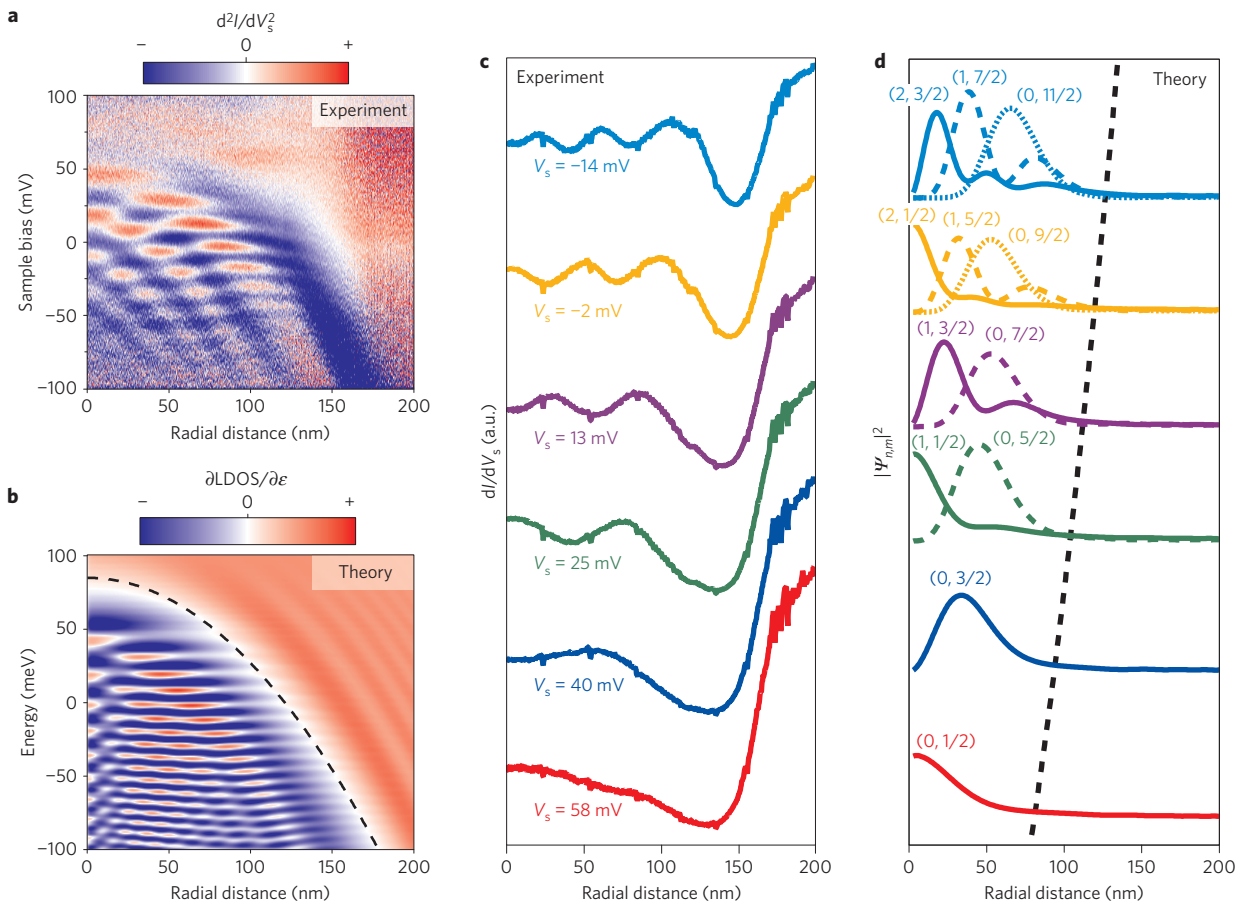 a
d²I/dVs²
− 0 +
Experiment
100
50
0
−50
−100
Sample bias (mV)
0 50 100 150 200
Radial distance (nm)
b
∂LDOS/∂ε
− 0 +
Theory
100
50
0
−50
−100
Energy (meV)
0 50 100 150 200
Radial distance (nm)
c
Experiment
Vs = −14 mV
Vs = −2 mV
Vs = 13 mV
Vs = 25 mV
Vs = 40 mV
Vs = 58 mV
dI/dVs (a.u.)
0 50 100 150 200
Radial distance (nm)
d
Theory
(1, 7/2)
(2, 3/2) (0, 11/2)
(2, 1/2) (1, 5/2)
(0, 9/2)
(1, 3/2) (0, 7/2)
(1, 1/2) (0, 5/2)
(0, 3/2)
(0, 1/2)
|Ψn,m|²
0 50 100 150 200
Radial distance (nm)